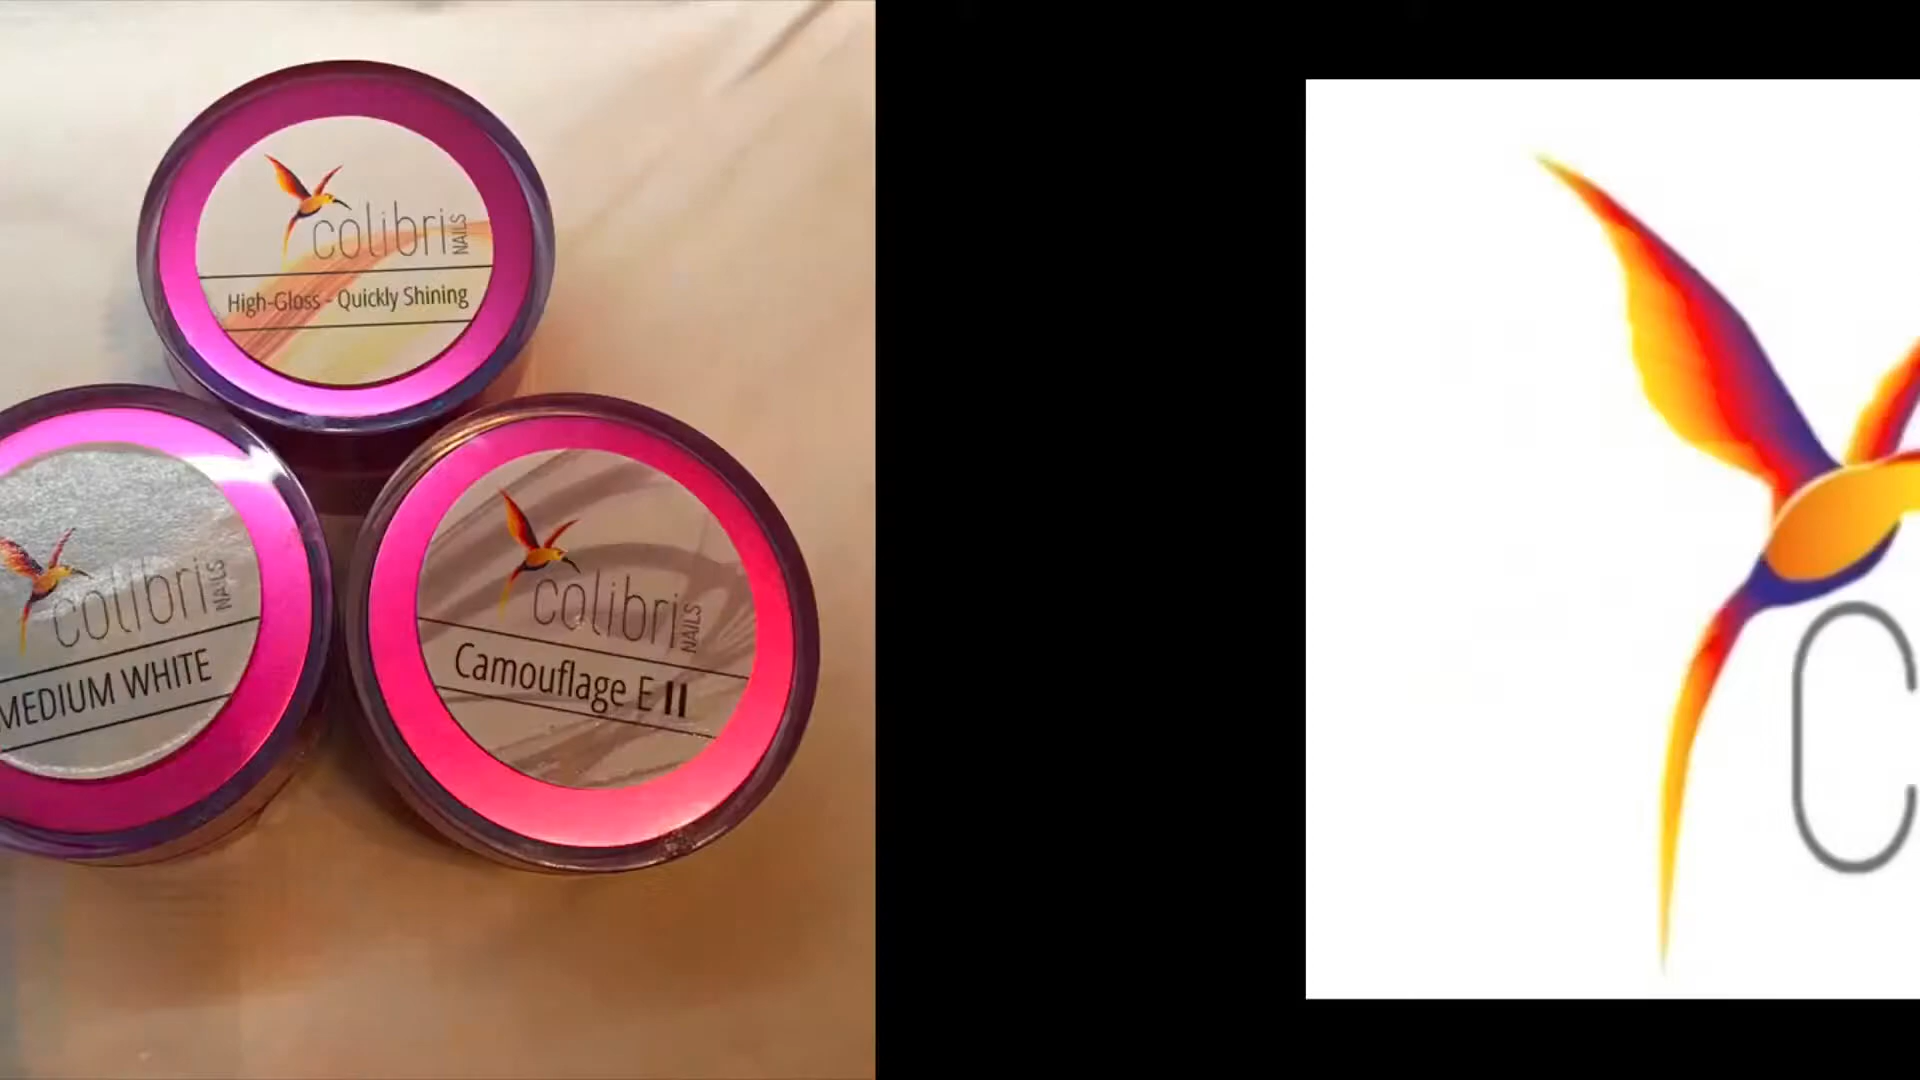 colibri NAILS
High-Gloss - Quickly Shining
colibri NAILS
MEDIUM WHITE
colibri NAILS
Camouflage E II
C